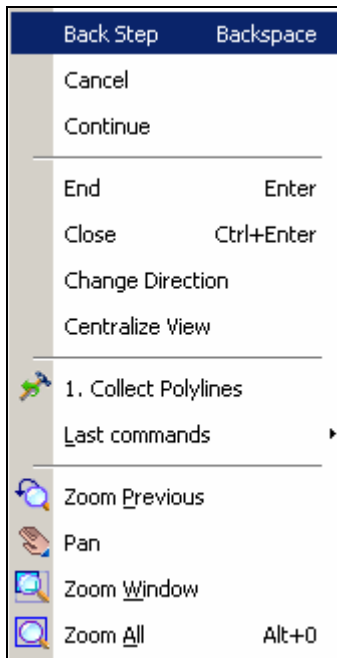 Back Step Backspace
Cancel
Continue
End Enter
Close Ctrl+Enter
Change Direction
Centralize View
1. Collect Polylines
Last commands
Zoom Previous
Pan
Zoom Window
Zoom All Alt+0